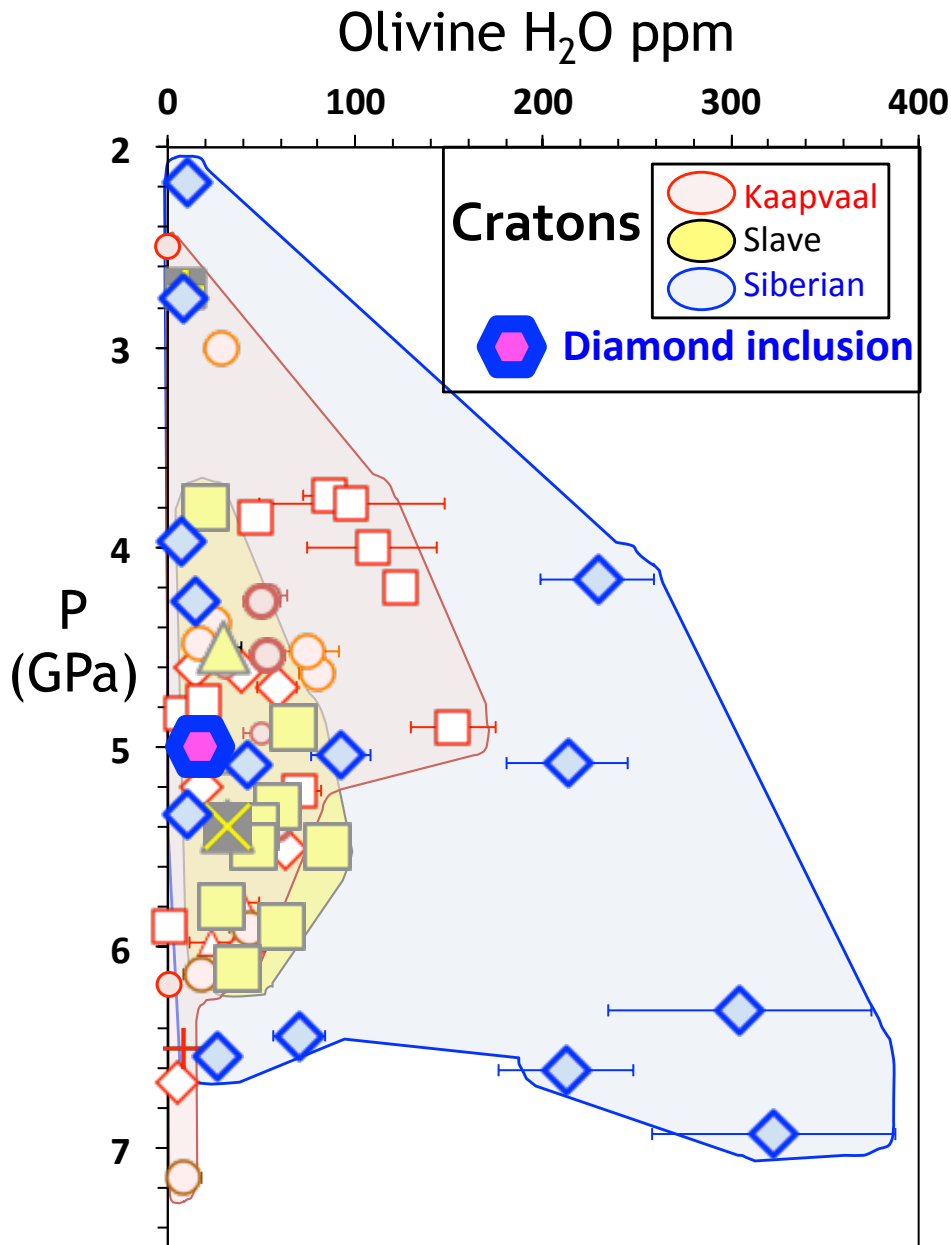 Olivine H₂O ppm
0 100 200 300 400
2
3
4
5
6
7
P
(GPa)
Cratons
Kaapvaal
Slave
Siberian
Diamond inclusion